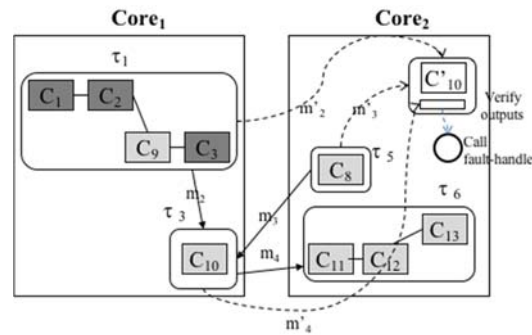 Core1
Core2
τ1
C1
C2
C9
C3
C'10
Verify
outputs
Call
fault-handle
m'2
m'3
C8
τ5
m2
τ3
m3
τ6
C10
m4
C11
C12
C13
m'4